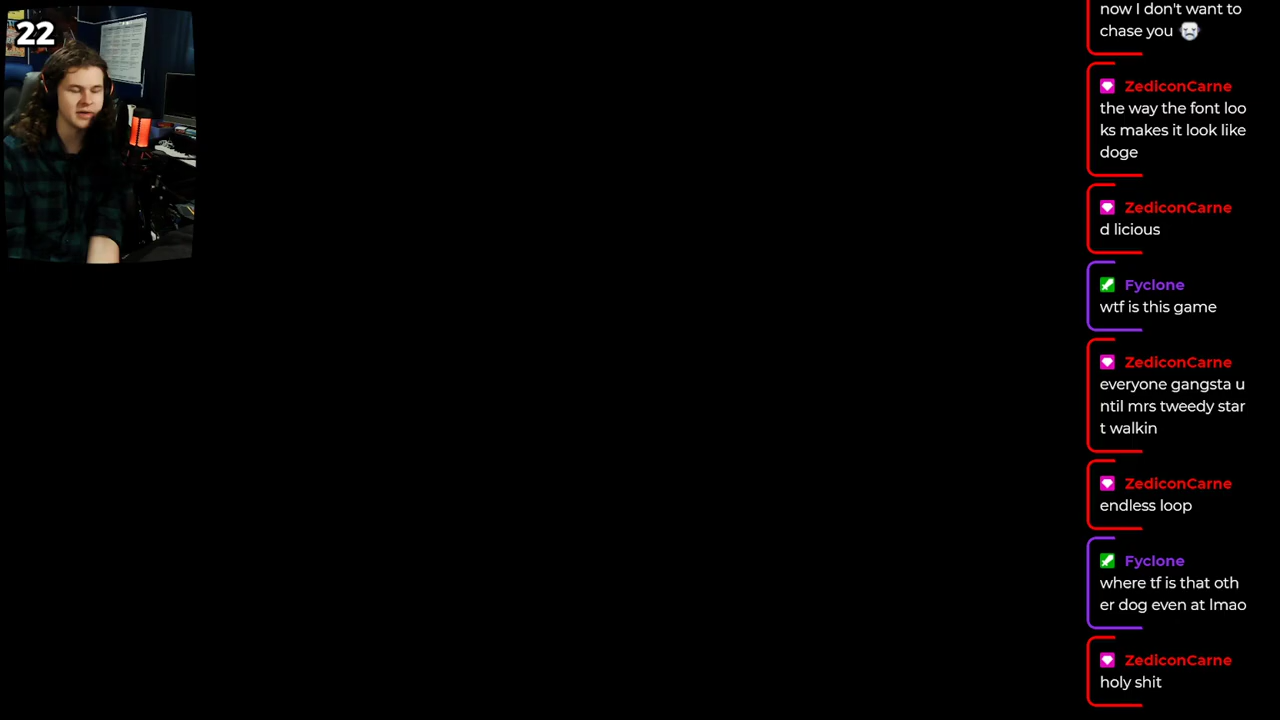 22
now I don't want to
chase you
ZediconCarne
the way the font loo
ks makes it look like
doge
ZediconCarne
d licious
Fyclone
wtf is this game
ZediconCarne
everyone gangsta u
ntil mrs tweedy star
t walkin
ZediconCarne
endless loop
Fyclone
where tf is that oth
er dog even at lmao
ZediconCarne
holy shit